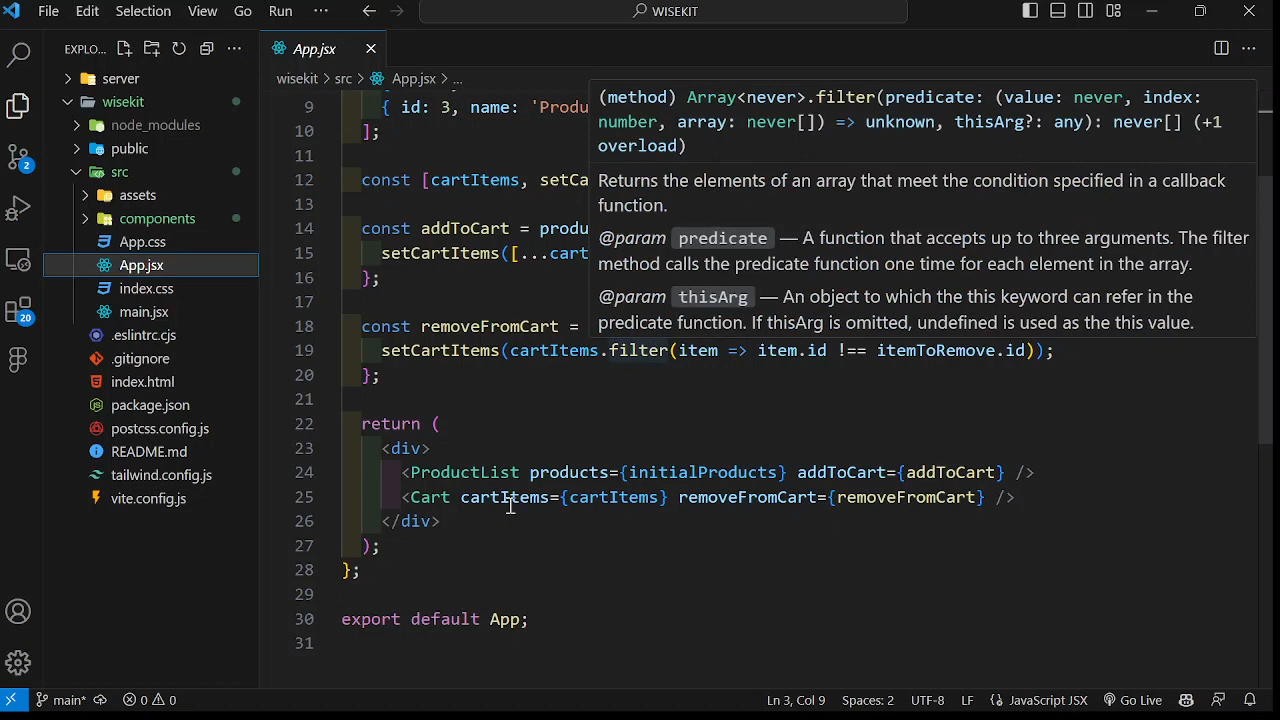 File Edit Selection View Go Run ··· WISEKIT
EXPLO... ···
App.jsx
wisekit > src > App.jsx > ...
server
wisekit
node_modules
public
src
assets
components
App.css
App.jsx
index.css
main.jsx
.eslintrc.cjs
.gitignore
index.html
package.json
postcss.config.js
README.md
tailwind.config.js
vite.config.js
2
20
9 { id: 3, name: 'Produ
10 ];
11
12 const [cartItems, setCa
13
14 const addToCart = produ
15 setCartItems([...cart
16 };
17
18 const removeFromCart =
19 setCartItems(cartItems.filter(item => item.id !== itemToRemove.id));
20 };
21
22 return (
23 <div>
24 <ProductList products={initialProducts} addToCart={addToCart} />
25 <Cart cartItems={cartItems} removeFromCart={removeFromCart} />
26 </div>
27 );
28 };
29
30 export default App;
31
(method) Array<never>.filter(predicate: (value: never, index:
number, array: never[]) => unknown, thisArg?: any): never[] (+1
overload)
Returns the elements of an array that meet the condition specified in a callback
function.
@param predicate — A function that accepts up to three arguments. The filter
method calls the predicate function one time for each element in the array.
@param thisArg — An object to which the this keyword can refer in the
predicate function. If thisArg is omitted, undefined is used as the this value.
main* 0 0 Ln 3, Col 9 Spaces: 2 UTF-8 LF {} JavaScript JSX Go Live